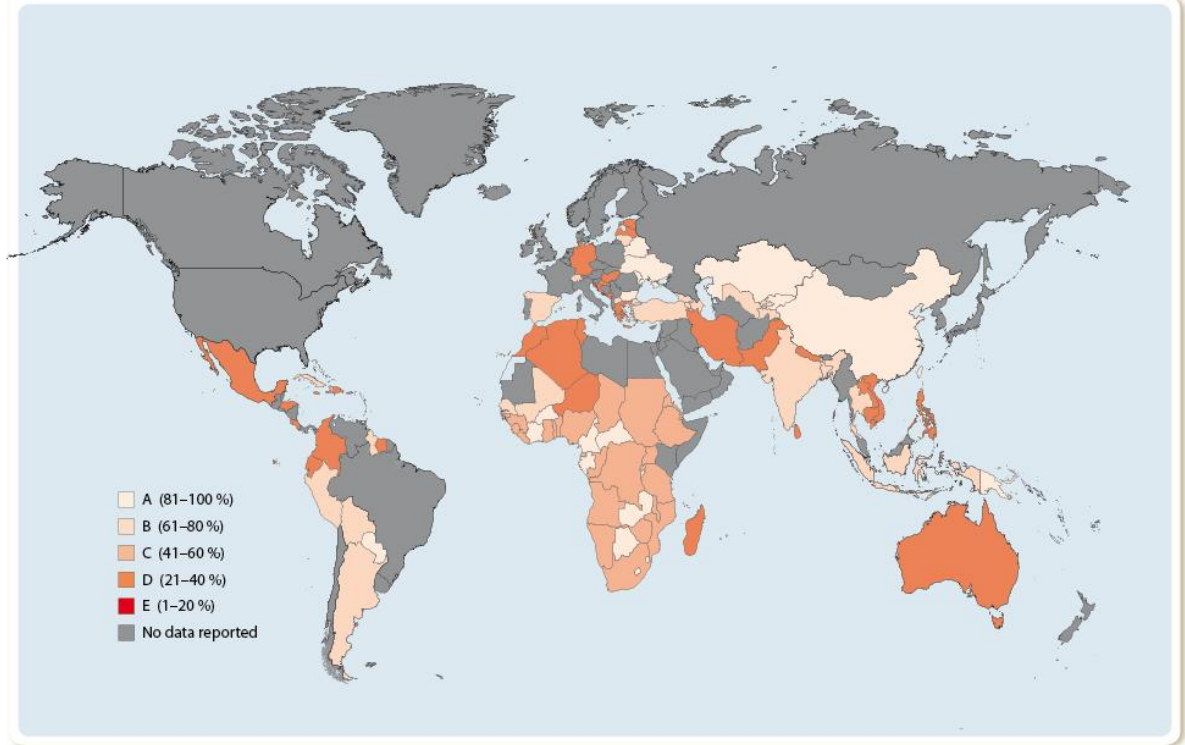 A (81–100 %)
B (61–80 %)
C (41–60 %)
D (21–40 %)
E (1–20 %)
No data reported